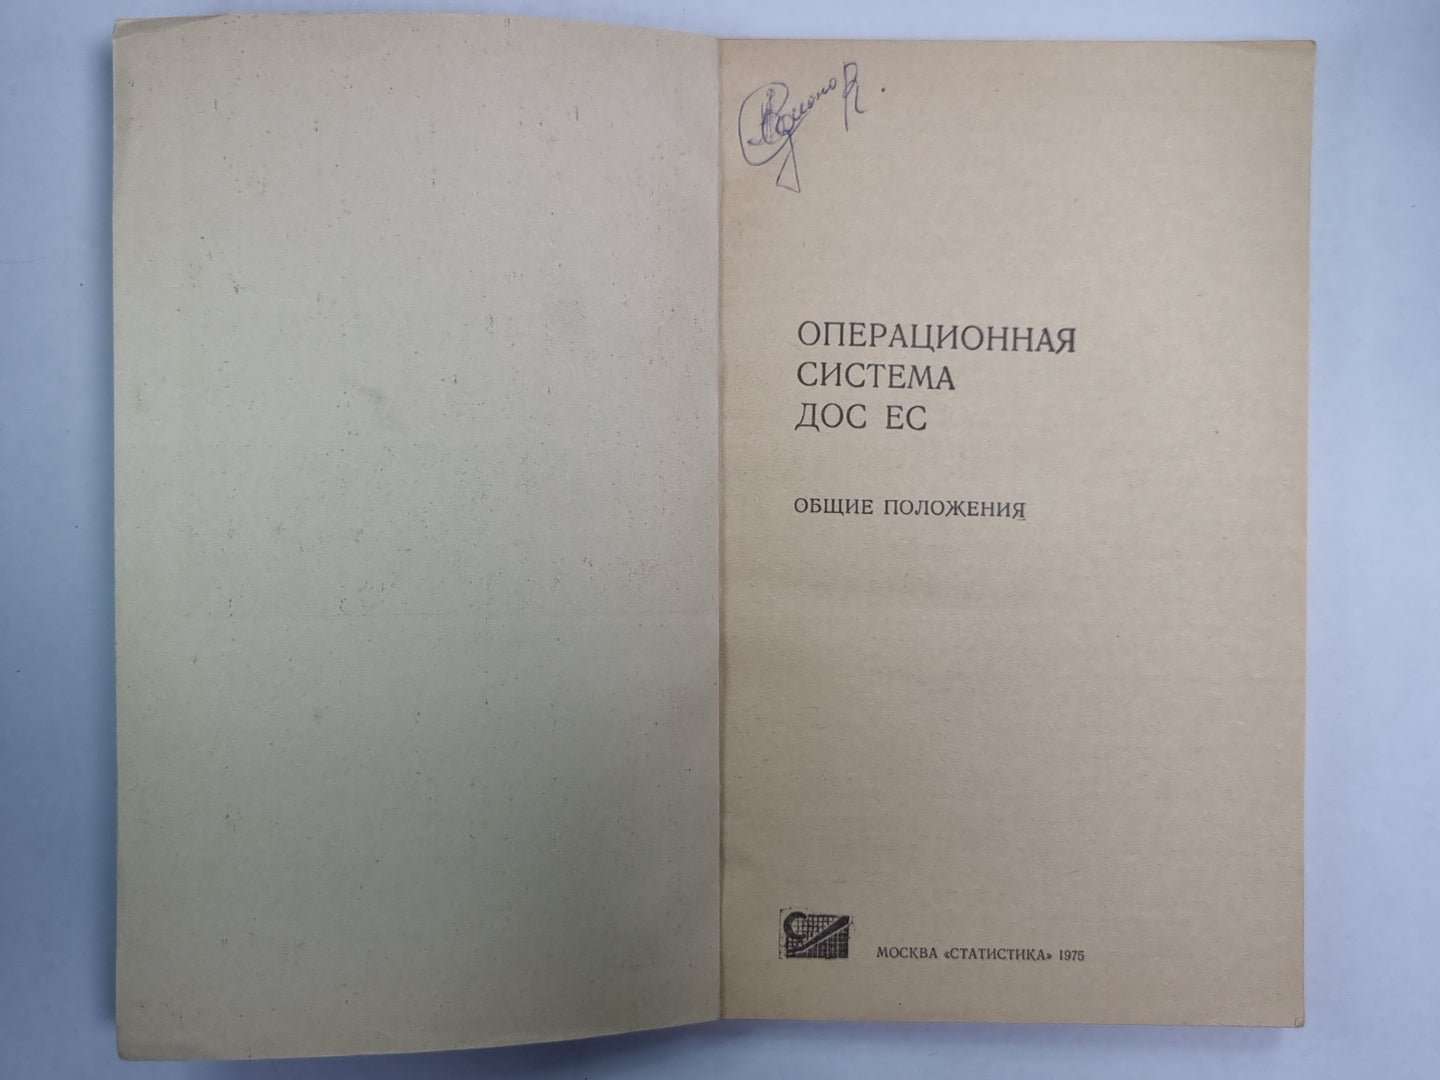 ОПЕРАЦИОННАЯ
СИСТЕМА
ДОС ЕС
ОБЩИЕ ПОЛОЖЕНИЯ
МОСКВА «СТАТИСТИКА» 1975